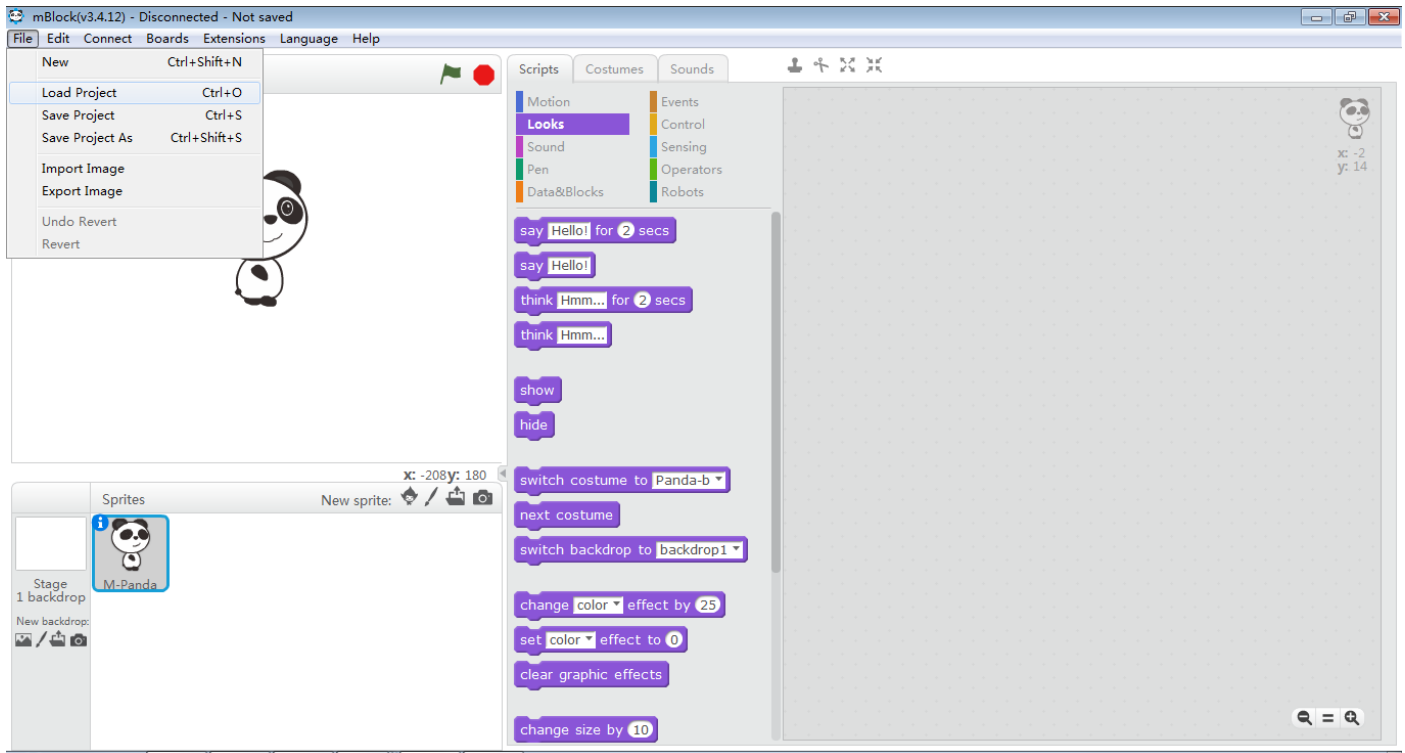 mBlock(v3.4.12) - Disconnected - Not saved
File Edit Connect Boards Extensions Language Help
New Ctrl+Shift+N
Load Project Ctrl+O
Save Project Ctrl+S
Save Project As Ctrl+Shift+S
Import Image
Export Image
Undo Revert
Revert
x: -208 y: 180
Sprites New sprite:
M-Panda
Stage
1 backdrop
New backdrop:
Scripts Costumes Sounds
Motion Events
Looks Control
Sound Sensing
Pen Operators
Data&Blocks Robots
say Hello! for 2 secs
say Hello!
think Hmm... for 2 secs
think Hmm...
show
hide
switch costume to Panda-b
next costume
switch backdrop to backdrop1
change color effect by 25
set color effect to 0
clear graphic effects
change size by 10
x: -2
y: 14